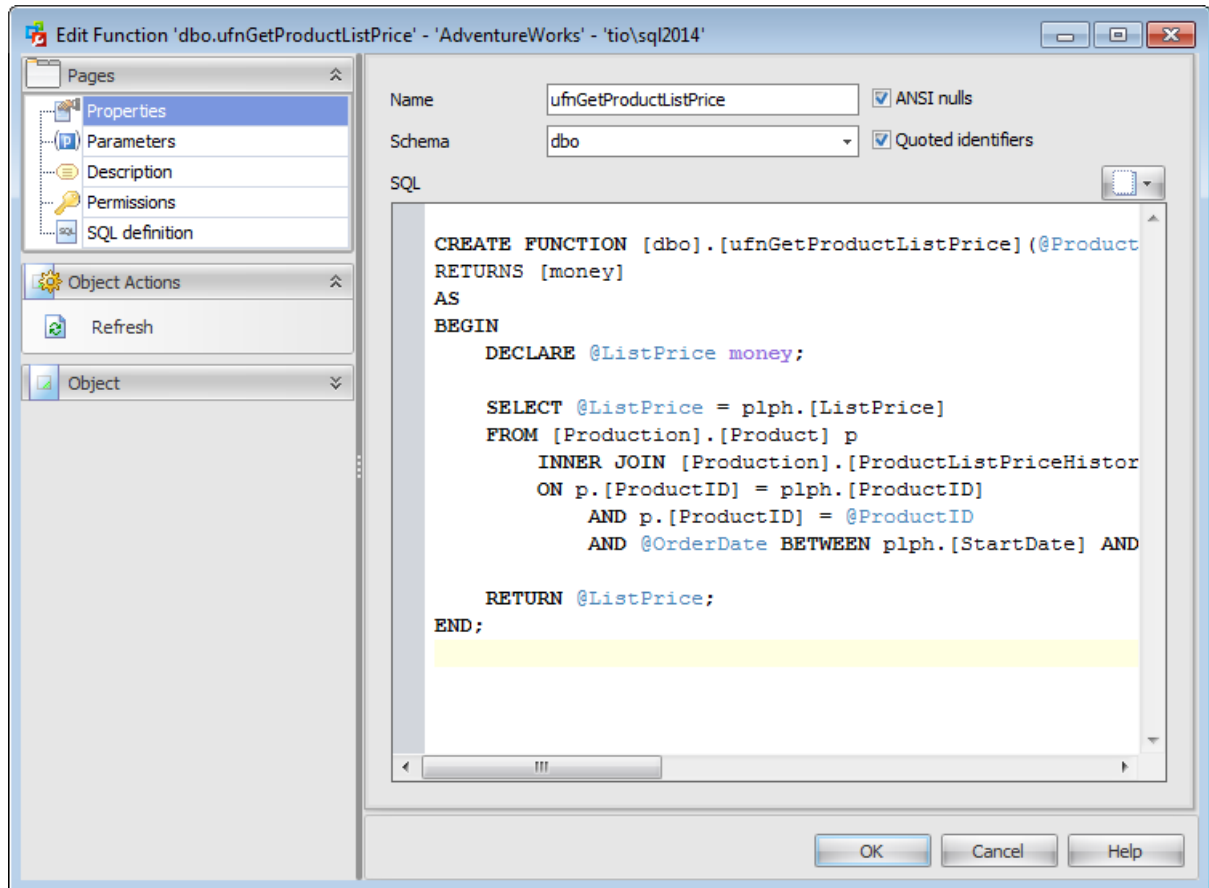 Edit Function 'dbo.ufnGetProductListPrice' - 'AdventureWorks' - 'tio\sql2014'
Pages
Properties
Parameters
Description
Permissions
SQL definition
Object Actions
Refresh
Object
Name
ufnGetProductListPrice
ANSI nulls
Schema
dbo
Quoted identifiers
SQL
CREATE FUNCTION [dbo].[ufnGetProductListPrice](@Product
RETURNS [money]
AS
BEGIN
DECLARE @ListPrice money;
SELECT @ListPrice = plph.[ListPrice]
FROM [Production].[Product] p
INNER JOIN [Production].[ProductListPriceHistor
ON p.[ProductID] = plph.[ProductID]
AND p.[ProductID] = @ProductID
AND @OrderDate BETWEEN plph.[StartDate] AND
RETURN @ListPrice;
END;
OK
Cancel
Help